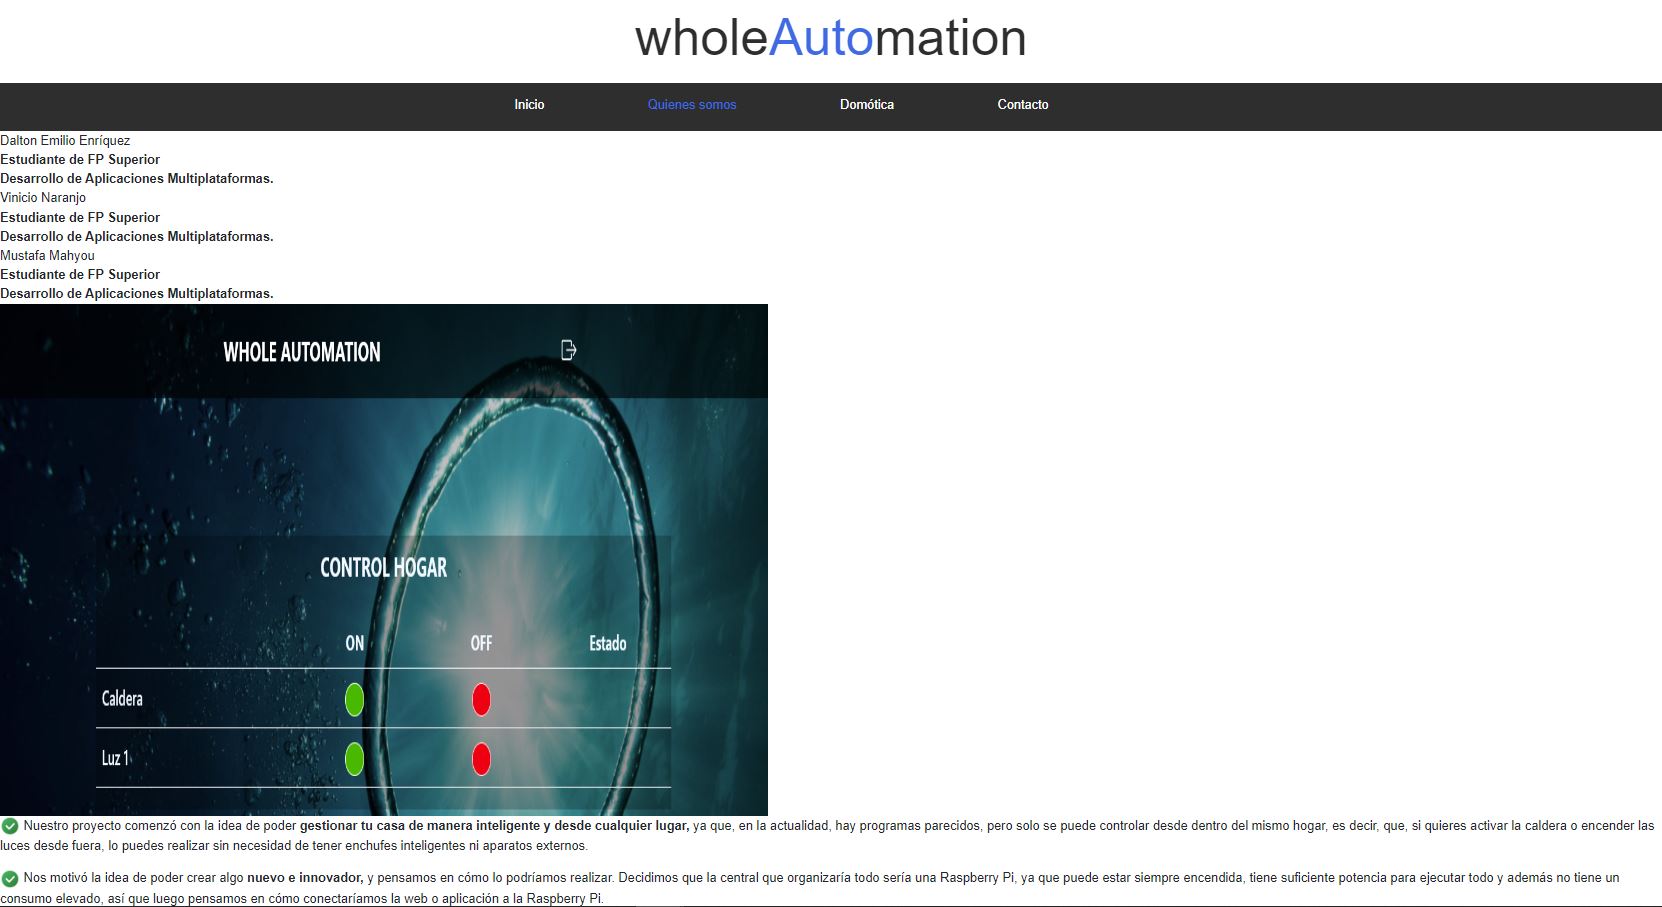 wholeAutomation
Inicio Quienes somos Domótica Contacto
Dalton Emilio Enríquez
Estudiante de FP Superior
Desarrollo de Aplicaciones Multiplataformas.
Vinicio Naranjo
Estudiante de FP Superior
Desarrollo de Aplicaciones Multiplataformas.
Mustafa Mahyou
Estudiante de FP Superior
Desarrollo de Aplicaciones Multiplataformas.
WHOLE AUTOMATION
CONTROL HOGAR
ON OFF Estado
Caldera
Luz 1
Nuestro proyecto comenzó con la idea de poder gestionar tu casa de manera inteligente y desde cualquier lugar, ya que, en la actualidad, hay programas parecidos, pero solo se puede controlar desde dentro del mismo hogar, es decir, que, si quieres activar la caldera o encender las
luces desde fuera, lo puedes realizar sin necesidad de tener enchufes inteligentes ni aparatos externos.
Nos motivó la idea de poder crear algo nuevo e innovador, y pensamos en cómo lo podríamos realizar. Decidimos que la central que organizaría todo sería una Raspberry Pi, ya que puede estar siempre encendida, tiene suficiente potencia para ejecutar todo y además no tiene un
consumo elevado, así que luego pensamos en cómo conectaríamos la web o aplicación a la Raspberry Pi.